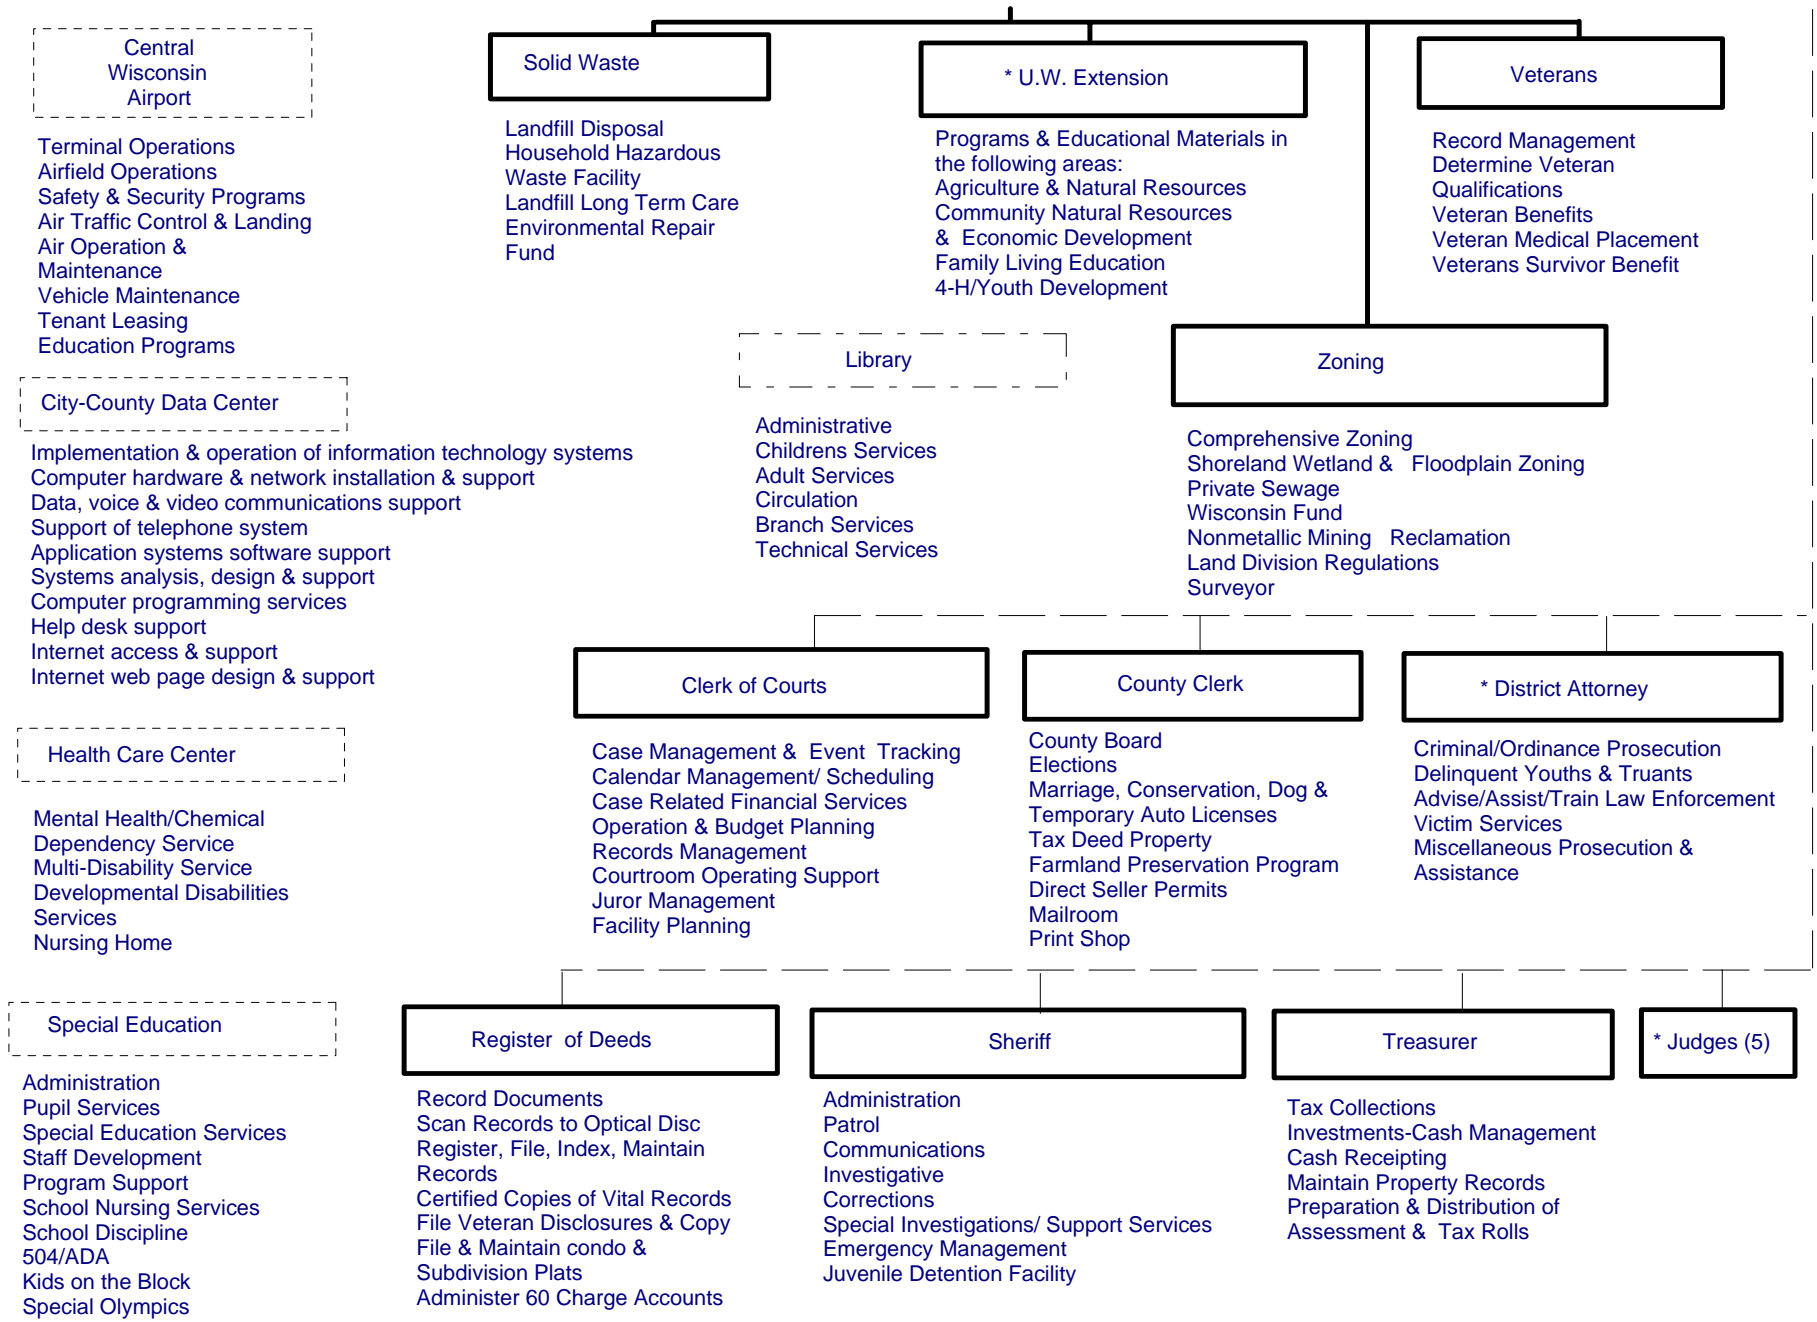 Central
Wisconsin
Airport
Terminal Operations
Airfield Operations
Safety & Security Programs
Air Traffic Control & Landing
Air Operation &
Maintenance
Vehicle Maintenance
Tenant Leasing
Education Programs
Solid Waste
Landfill Disposal
Household Hazardous
Waste Facility
Landfill Long Term Care
Environmental Repair
Fund
* U.W. Extension
Programs & Educational Materials in
the following areas:
Agriculture & Natural Resources
Community Natural Resources
& Economic Development
Family Living Education
4-H/Youth Development
Veterans
Record Management
Determine Veteran
Qualifications
Veteran Benefits
Veteran Medical Placement
Veterans Survivor Benefit
City-County Data Center
Implementation & operation of information technology systems
Computer hardware & network installation & support
Data, voice & video communications support
Support of telephone system
Application systems software support
Systems analysis, design & support
Computer programming services
Help desk support
Internet access & support
Internet web page design & support
Library
Administrative
Childrens Services
Adult Services
Circulation
Branch Services
Technical Services
Zoning
Comprehensive Zoning
Shoreland Wetland & Floodplain Zoning
Private Sewage
Wisconsin Fund
Nonmetallic Mining Reclamation
Land Division Regulations
Surveyor
Health Care Center
Mental Health/Chemical
Dependency Service
Multi-Disability Service
Developmental Disabilities
Services
Nursing Home
Clerk of Courts
Case Management & Event Tracking
Calendar Management/ Scheduling
Case Related Financial Services
Operation & Budget Planning
Records Management
Courtroom Operating Support
Juror Management
Facility Planning
County Clerk
County Board
Elections
Marriage, Conservation, Dog &
Temporary Auto Licenses
Tax Deed Property
Farmland Preservation Program
Direct Seller Permits
Mailroom
Print Shop
* District Attorney
Criminal/Ordinance Prosecution
Delinquent Youths & Truants
Advise/Assist/Train Law Enforcement
Victim Services
Miscellaneous Prosecution &
Assistance
Special Education
Administration
Pupil Services
Special Education Services
Staff Development
Program Support
School Nursing Services
School Discipline
504/ADA
Kids on the Block
Special Olympics
Register of Deeds
Record Documents
Scan Records to Optical Disc
Register, File, Index, Maintain
Records
Certified Copies of Vital Records
File Veteran Disclosures & Copy
File & Maintain condo &
Subdivision Plats
Administer 60 Charge Accounts
Sheriff
Administration
Patrol
Communications
Investigative
Corrections
Special Investigations/ Support Services
Emergency Management
Juvenile Detention Facility
Treasurer
Tax Collections
Investments-Cash Management
Cash Receipting
Maintain Property Records
Preparation & Distribution of
Assessment & Tax Rolls
* Judges (5)